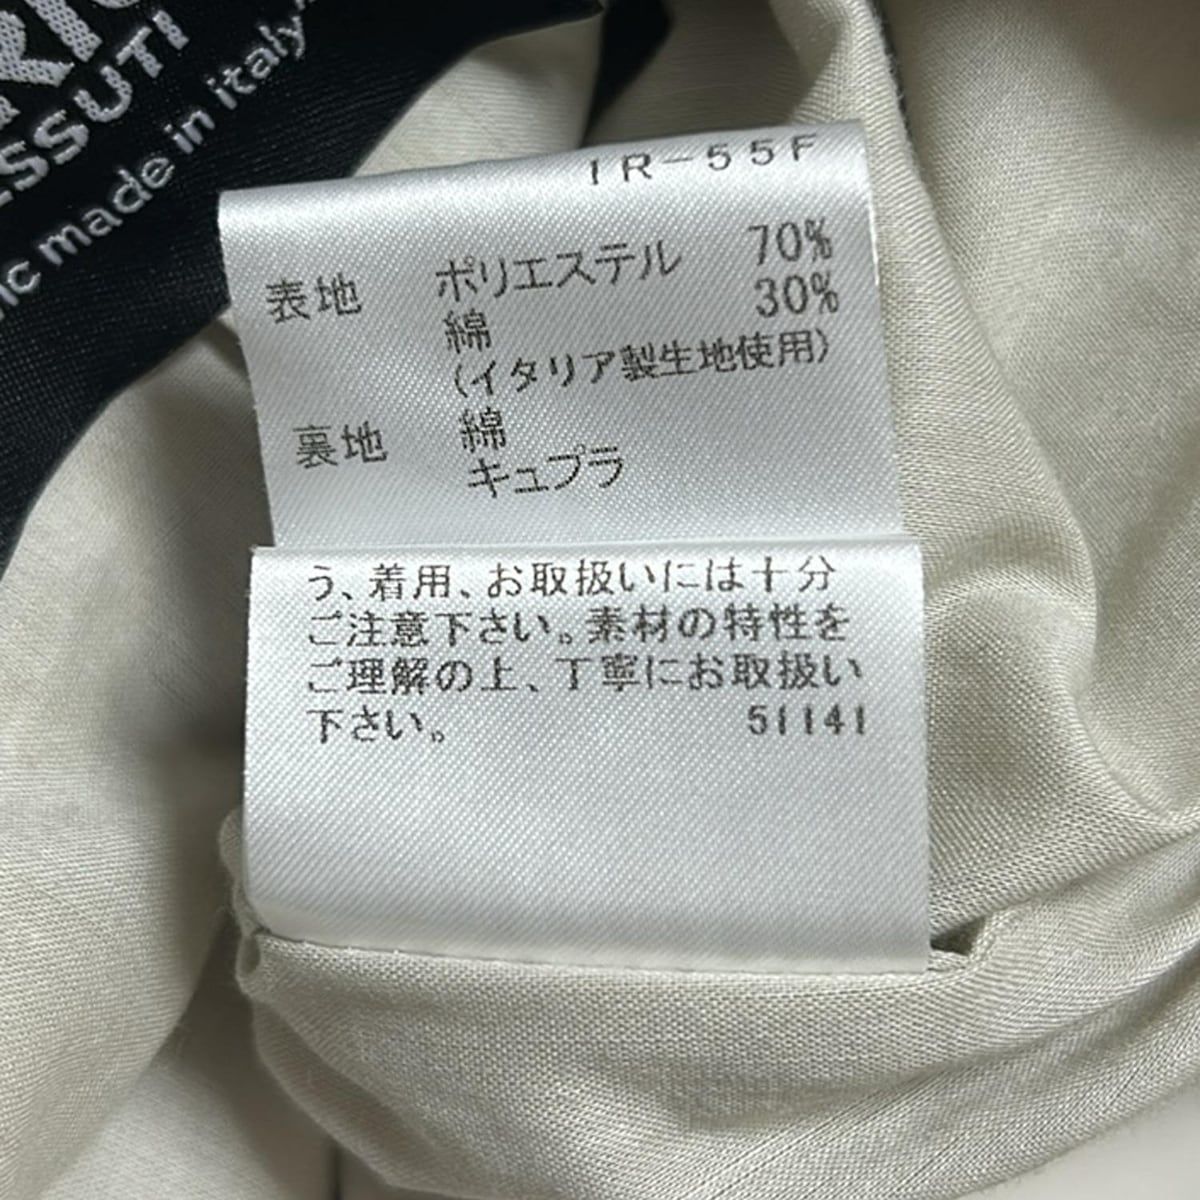 SSUTI
made in italy
IR-55F
表地 ポリエステル 70%
綿 30%
(イタリア製生地使用)
裏地 綿
キュプラ
う、着用、お取扱いには十分
ご注意下さい。素材の特性を
ご理解の上、丁寧にお取扱い
下さい。 51141